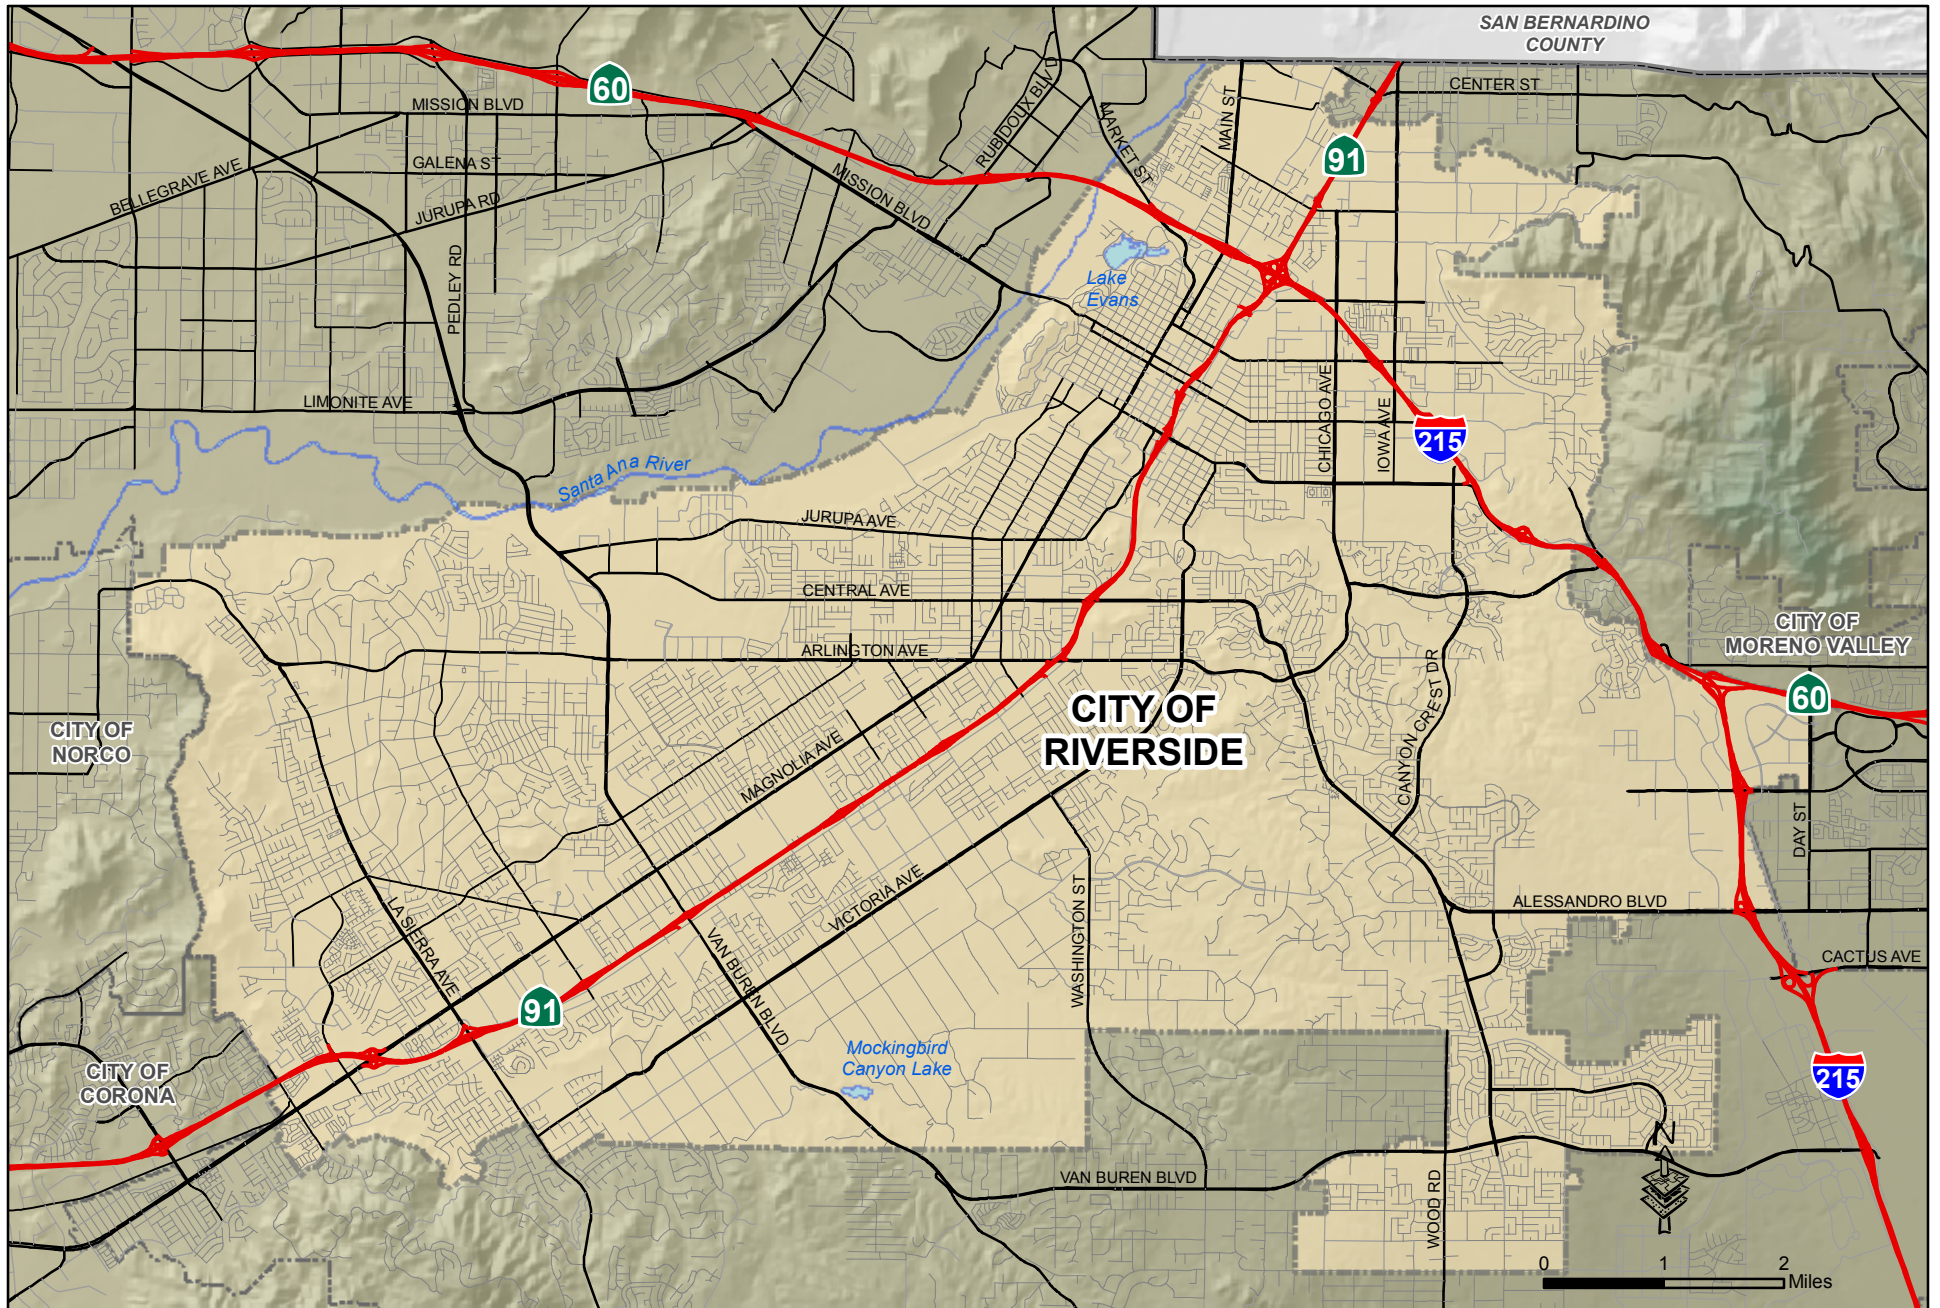 SAN BERNARDINO
COUNTY
60
MISSION BLVD
RUBIDOUX BLVD
MARKET ST
MAIN ST
CENTER ST
91
GALENA ST
BELLEGRAVE AVE
JURUPA RD
MISSION BLVD
PEDLEY RD
Lake
Evans
LIMONITE AVE
CHICAGO AVE
IOWA AVE
215
Santa Ana River
JURUPA AVE
CENTRAL AVE
ARLINGTON AVE
CITY OF
MORENO VALLEY
60
CITY OF
RIVERSIDE
CANYON CREST DR
CITY OF
NORCO
MAGNOLIA AVE
DAY ST
VICTORIA AVE
WASHINGTON ST
ALESSANDRO BLVD
LA SIERRA AVE
VAN BUREN BLVD
CACTUS AVE
91
Mockingbird
Canyon Lake
CITY OF
CORONA
215
N
VAN BUREN BLVD
WOOD RD
0 1 2
Miles